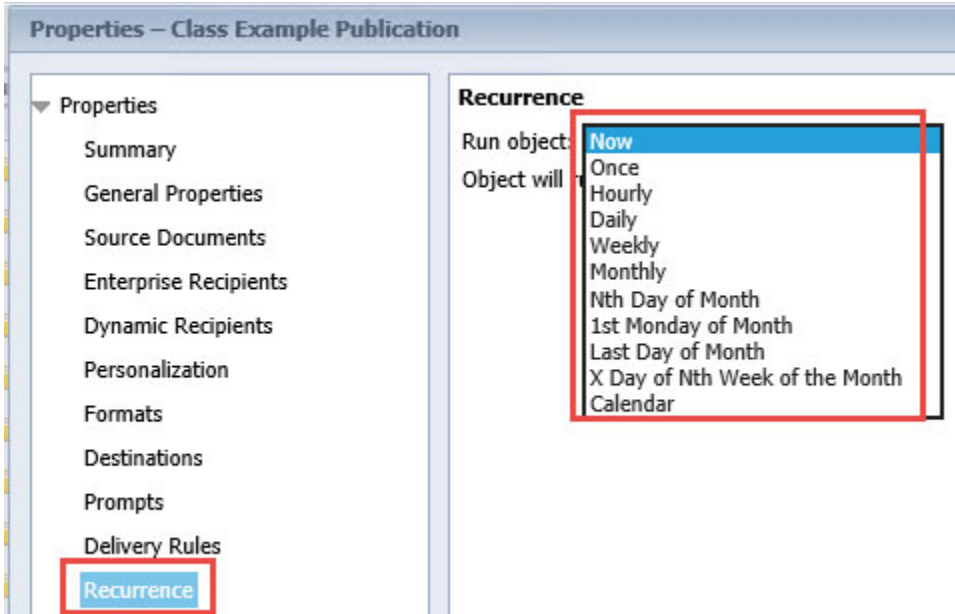 Properties – Class Example Publication
Properties
Summary
General Properties
Source Documents
Enterprise Recipients
Dynamic Recipients
Personalization
Formats
Destinations
Prompts
Delivery Rules
Recurrence
Recurrence
Run object:
Object will
Now
Once
Hourly
Daily
Weekly
Monthly
Nth Day of Month
1st Monday of Month
Last Day of Month
X Day of Nth Week of the Month
Calendar